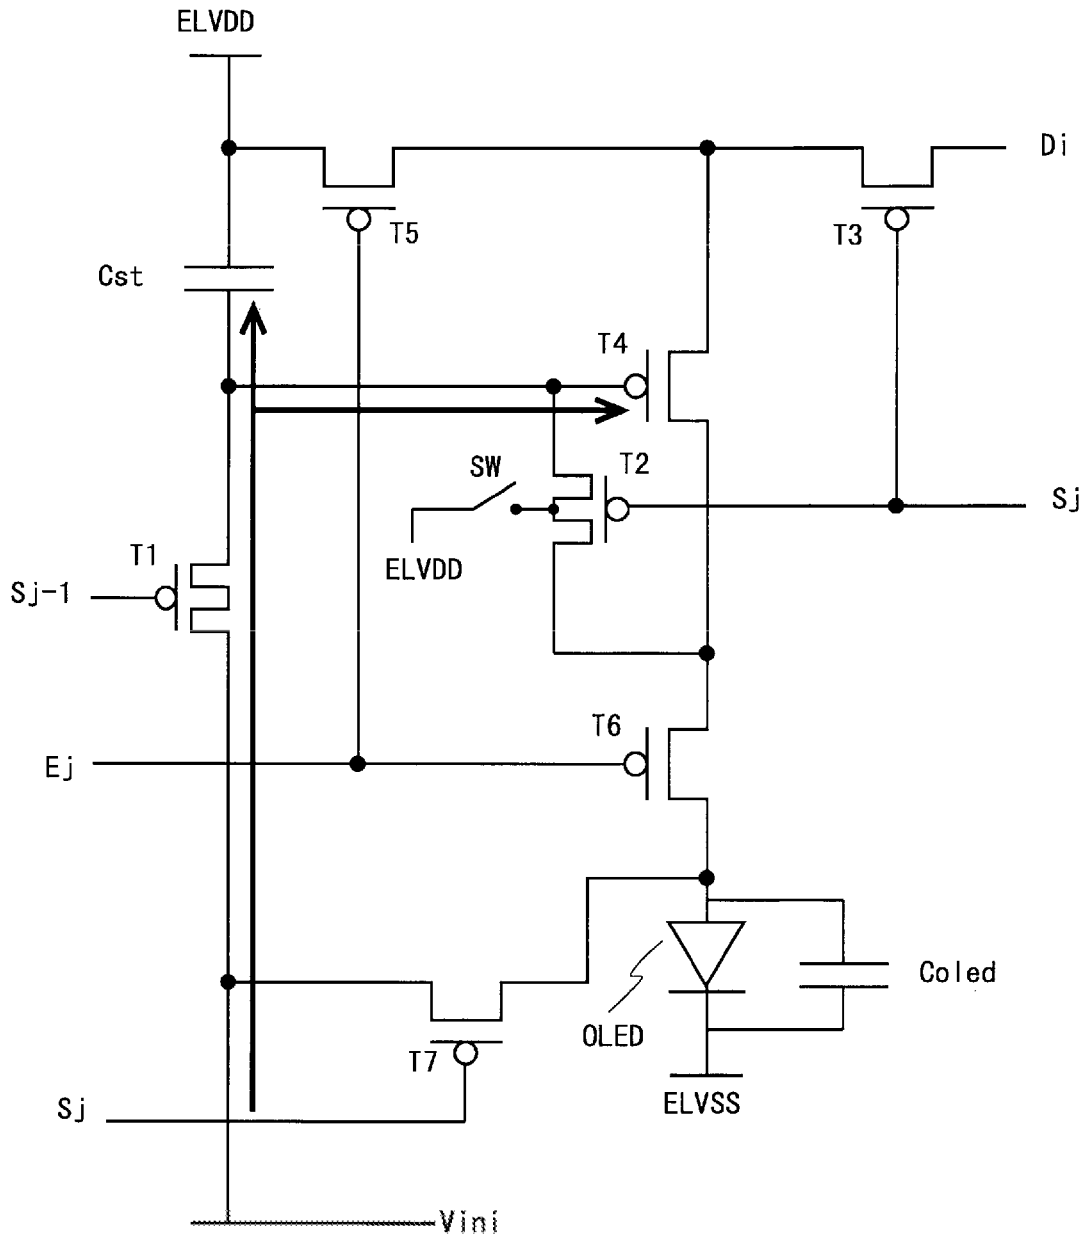 ELVDD
Di
T5
T3
Cst
T4
T2
SW
Sj
ELVDD
T1
Sj-1
T6
Ej
Coled
OLED
T7
ELVSS
Sj
Vini